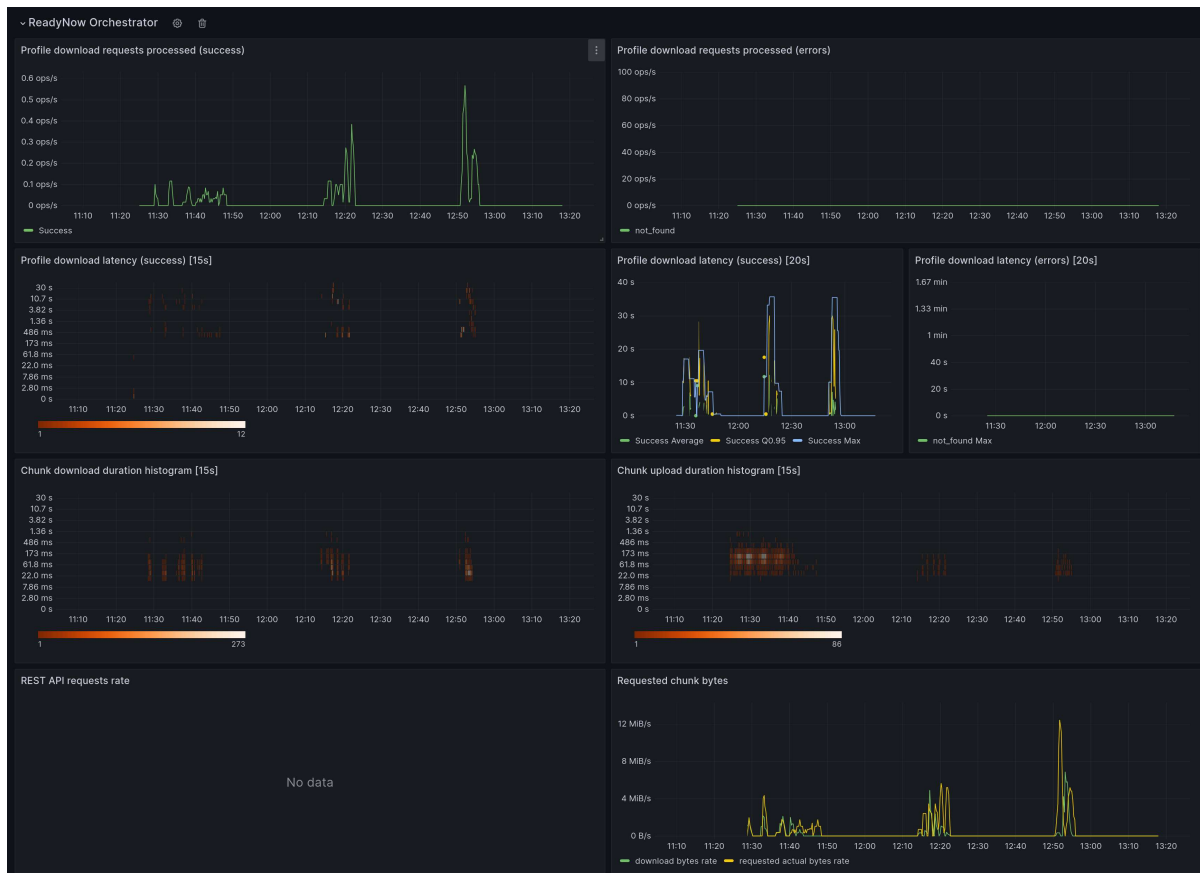 ReadyNow Orchestrator
Profile download requests processed (success)
0.6 ops/s
0.5 ops/s
0.4 ops/s
0.3 ops/s
0.2 ops/s
0.1 ops/s
0 ops/s
11:10 11:20 11:30 11:40 11:50 12:00 12:10 12:20 12:30 12:40 12:50 13:00 13:10 13:20
Success
Profile download requests processed (errors)
100 ops/s
80 ops/s
60 ops/s
40 ops/s
20 ops/s
0 ops/s
11:10 11:20 11:30 11:40 11:50 12:00 12:10 12:20 12:30 12:40 12:50 13:00 13:10 13:20
not_found
Profile download latency (success) [15s]
30 s
10.7 s
3.82 s
1.36 s
486 ms
173 ms
61.8 ms
22.0 ms
7.86 ms
2.80 ms
0 s
11:10 11:20 11:30 11:40 11:50 12:00 12:10 12:20 12:30 12:40 12:50 13:00 13:10 13:20
1 12
Profile download latency (success) [20s]
40 s
30 s
20 s
10 s
0 s
11:30 12:00 12:30 13:00
Success Average Success Q0.95 Success Max
Profile download latency (errors) [20s]
1.67 min
1.33 min
1 min
40 s
20 s
0 s
11:30 12:00 12:30 13:00
not_found Max
Chunk download duration histogram [15s]
30 s
10.7 s
3.82 s
1.36 s
486 ms
173 ms
61.8 ms
22.0 ms
7.86 ms
2.80 ms
0 s
11:10 11:20 11:30 11:40 11:50 12:00 12:10 12:20 12:30 12:40 12:50 13:00 13:10 13:20
1 273
Chunk upload duration histogram [15s]
30 s
10.7 s
3.82 s
1.36 s
486 ms
173 ms
61.8 ms
22.0 ms
7.86 ms
2.80 ms
0 s
11:10 11:20 11:30 11:40 11:50 12:00 12:10 12:20 12:30 12:40 12:50 13:00 13:10 13:20
1 86
REST API requests rate
No data
Requested chunk bytes
12 MiB/s
8 MiB/s
4 MiB/s
0 B/s
11:10 11:20 11:30 11:40 11:50 12:00 12:10 12:20 12:30 12:40 12:50 13:00 13:10 13:20
download bytes rate requested actual bytes rate